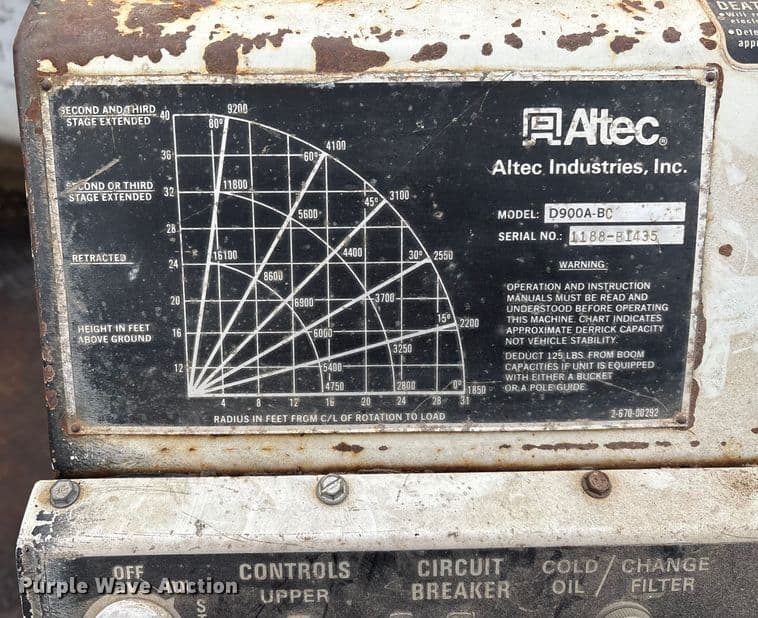 DEAT
•Will n
electri
•Dete
appr
SECOND AND THIRD
STAGE EXTENDED
40
80°
9200
36
60°
4100
SECOND OR THIRD
STAGE EXTENDED
32
11800
5600
45°
3100
28
4400
RETRACTED
24
16100
8600
30°
2550
20
6900
3700
HEIGHT IN FEET
ABOVE GROUND
16
6000
15°
2200
3250
12
5400
4750
2800
0°
1850
4 8 12 16 20 24 28 31
RADIUS IN FEET FROM C/L OF ROTATION TO LOAD
Altec®
Altec Industries, Inc.
MODEL: D900A-BC
SERIAL NO.: 1188-BI435
WARNING
OPERATION AND INSTRUCTION
MANUALS MUST BE READ AND
UNDERSTOOD BEFORE OPERATING
THIS MACHINE. CHART INDICATES
APPROXIMATE DERRICK CAPACITY
NOT VEHICLE STABILITY.
DEDUCT 125 LBS. FROM BOOM
CAPACITIES IF UNIT IS EQUIPPED
WITH EITHER A BUCKET
OR A POLE GUIDE.
2-670-00292
OFF
CONTROLS
UPPER
CIRCUIT
BREAKER
COLD / CHANGE
OIL / FILTER
Purple Wave Auction